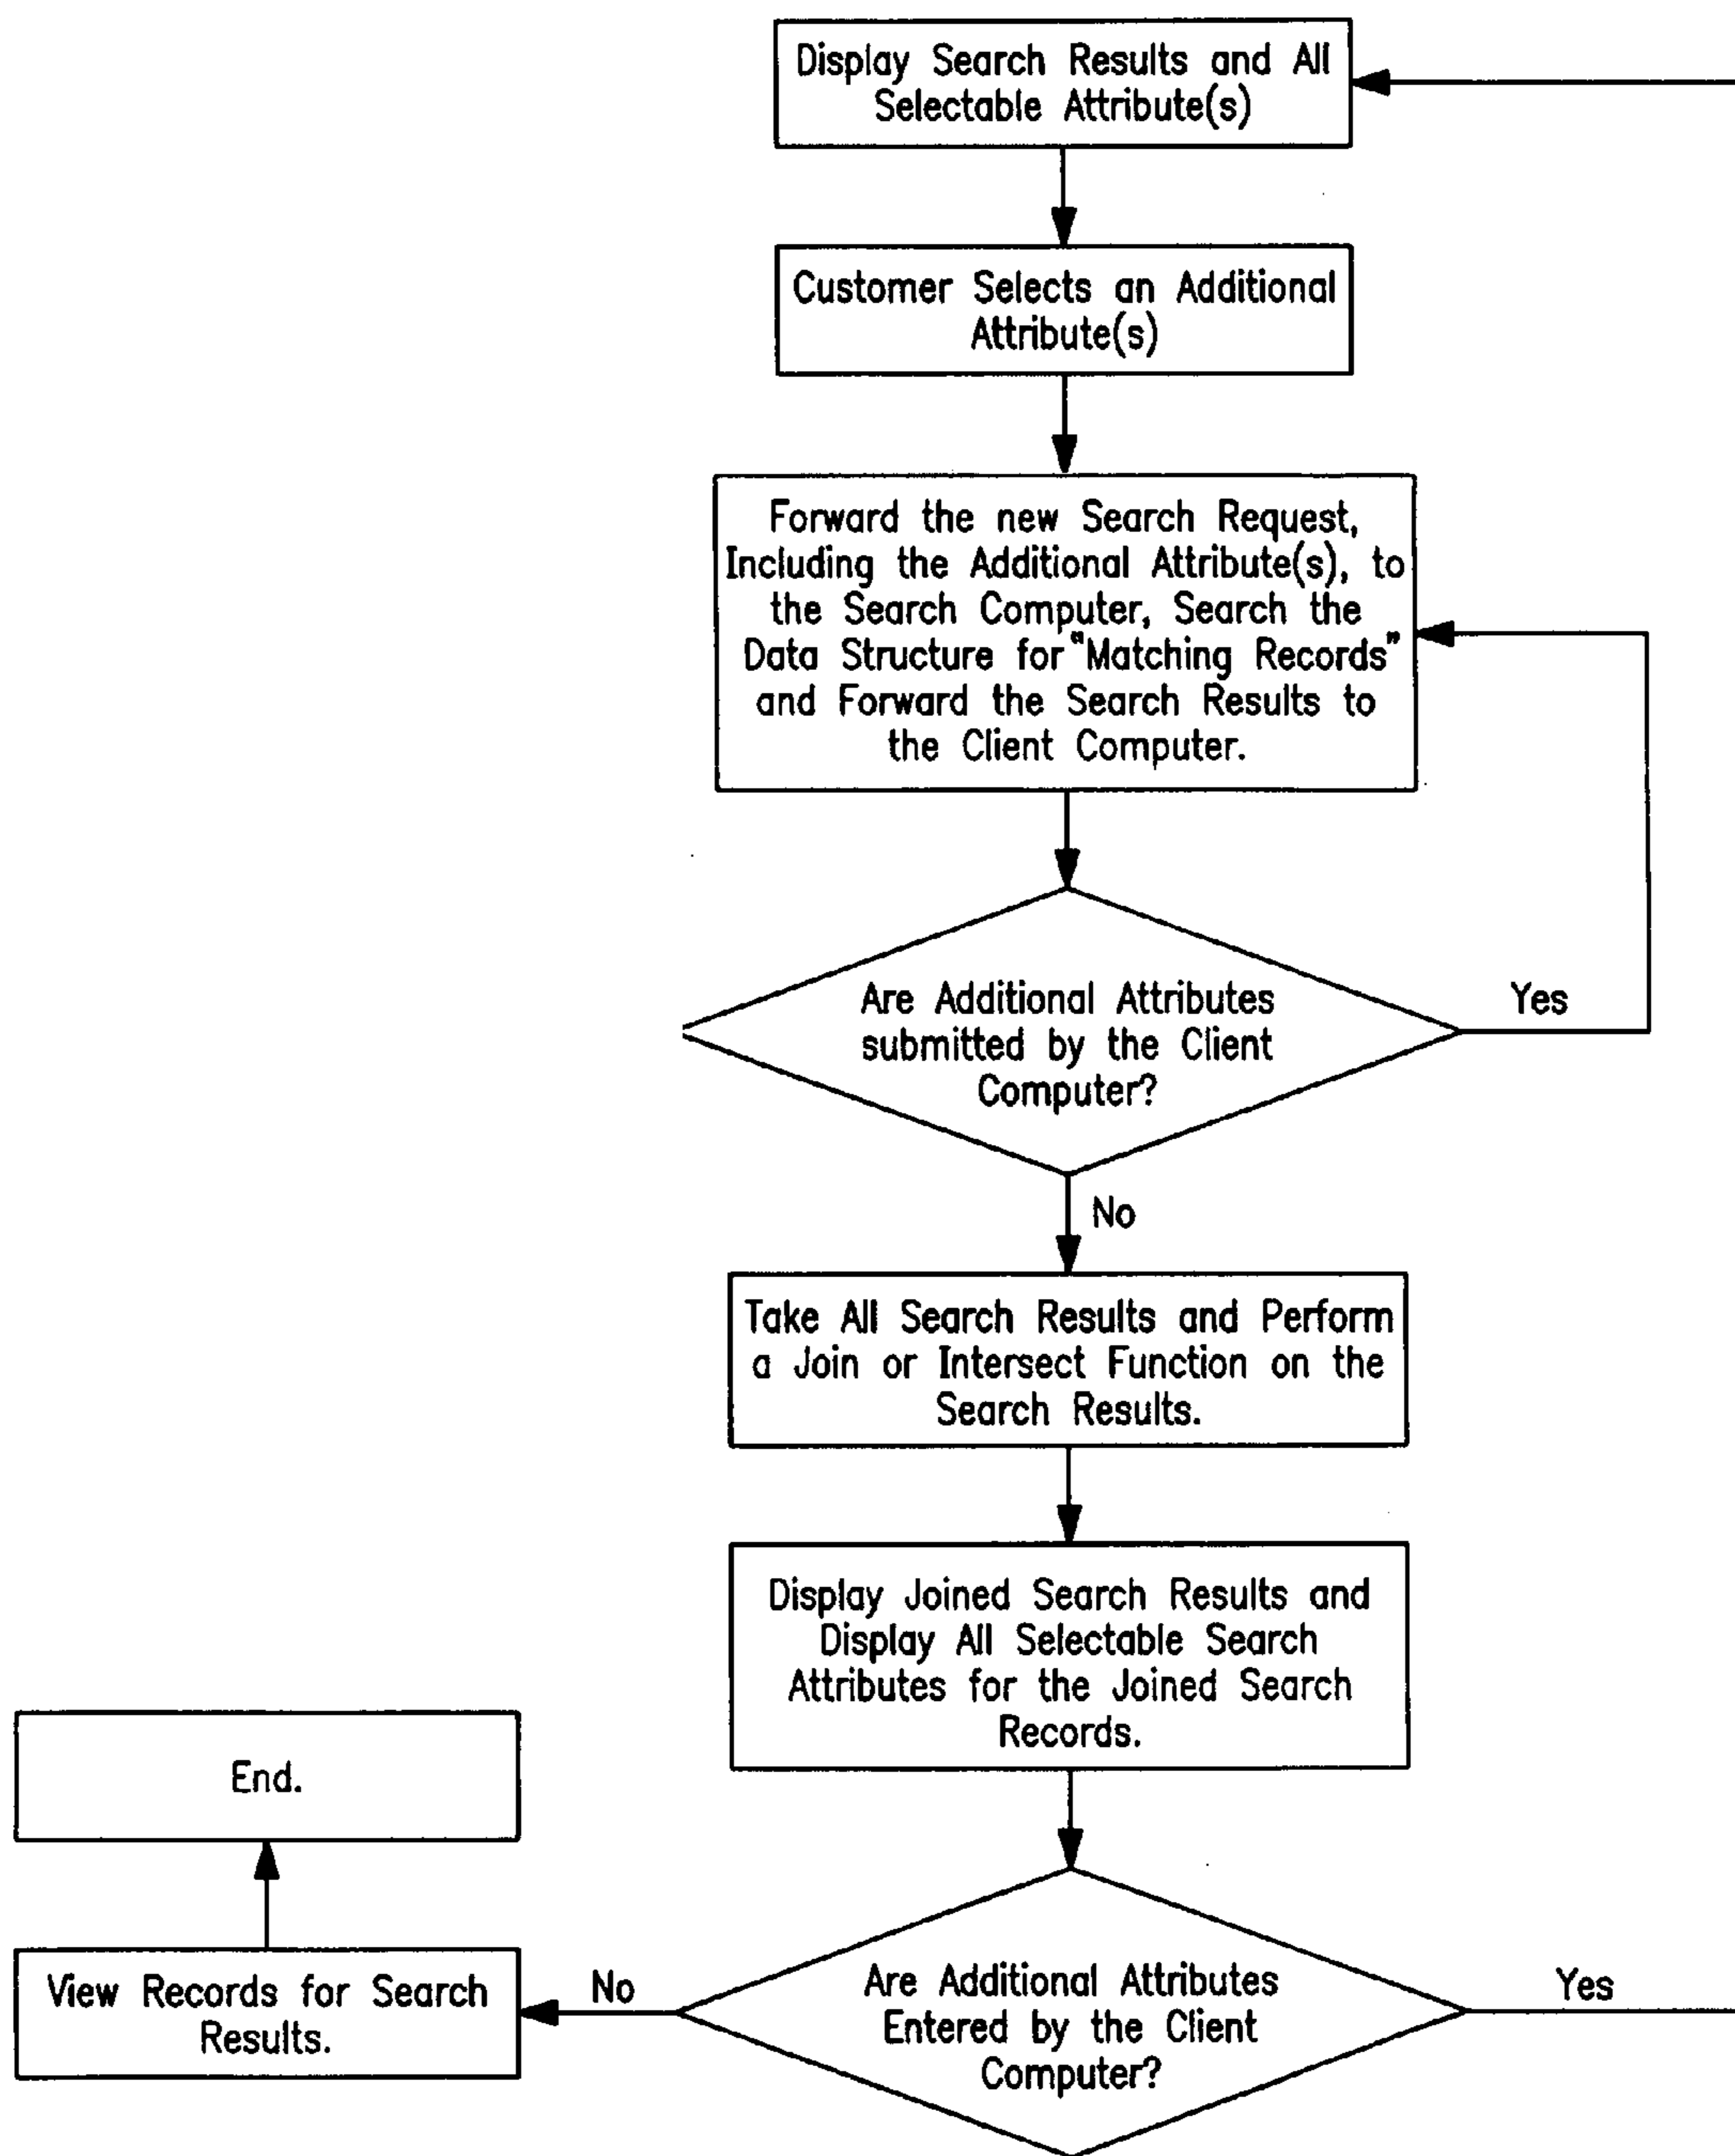 Display Search Results and All
Selectable Attribute(s)
Customer Selects an Additional
Attribute(s)
Forward the new Search Request,
Including the Additional Attribute(s), to
the Search Computer, Search the
Data Structure for "Matching Records"
and Forward the Search Results to
the Client Computer.
Are Additional Attributes
submitted by the Client
Computer?
Yes
No
Take All Search Results and Perform
a Join or Intersect Function on the
Search Results.
Display Joined Search Results and
Display All Selectable Search
Attributes for the Joined Search
Records.
Are Additional Attributes
Entered by the Client
Computer?
Yes
No
View Records for Search
Results.
End.